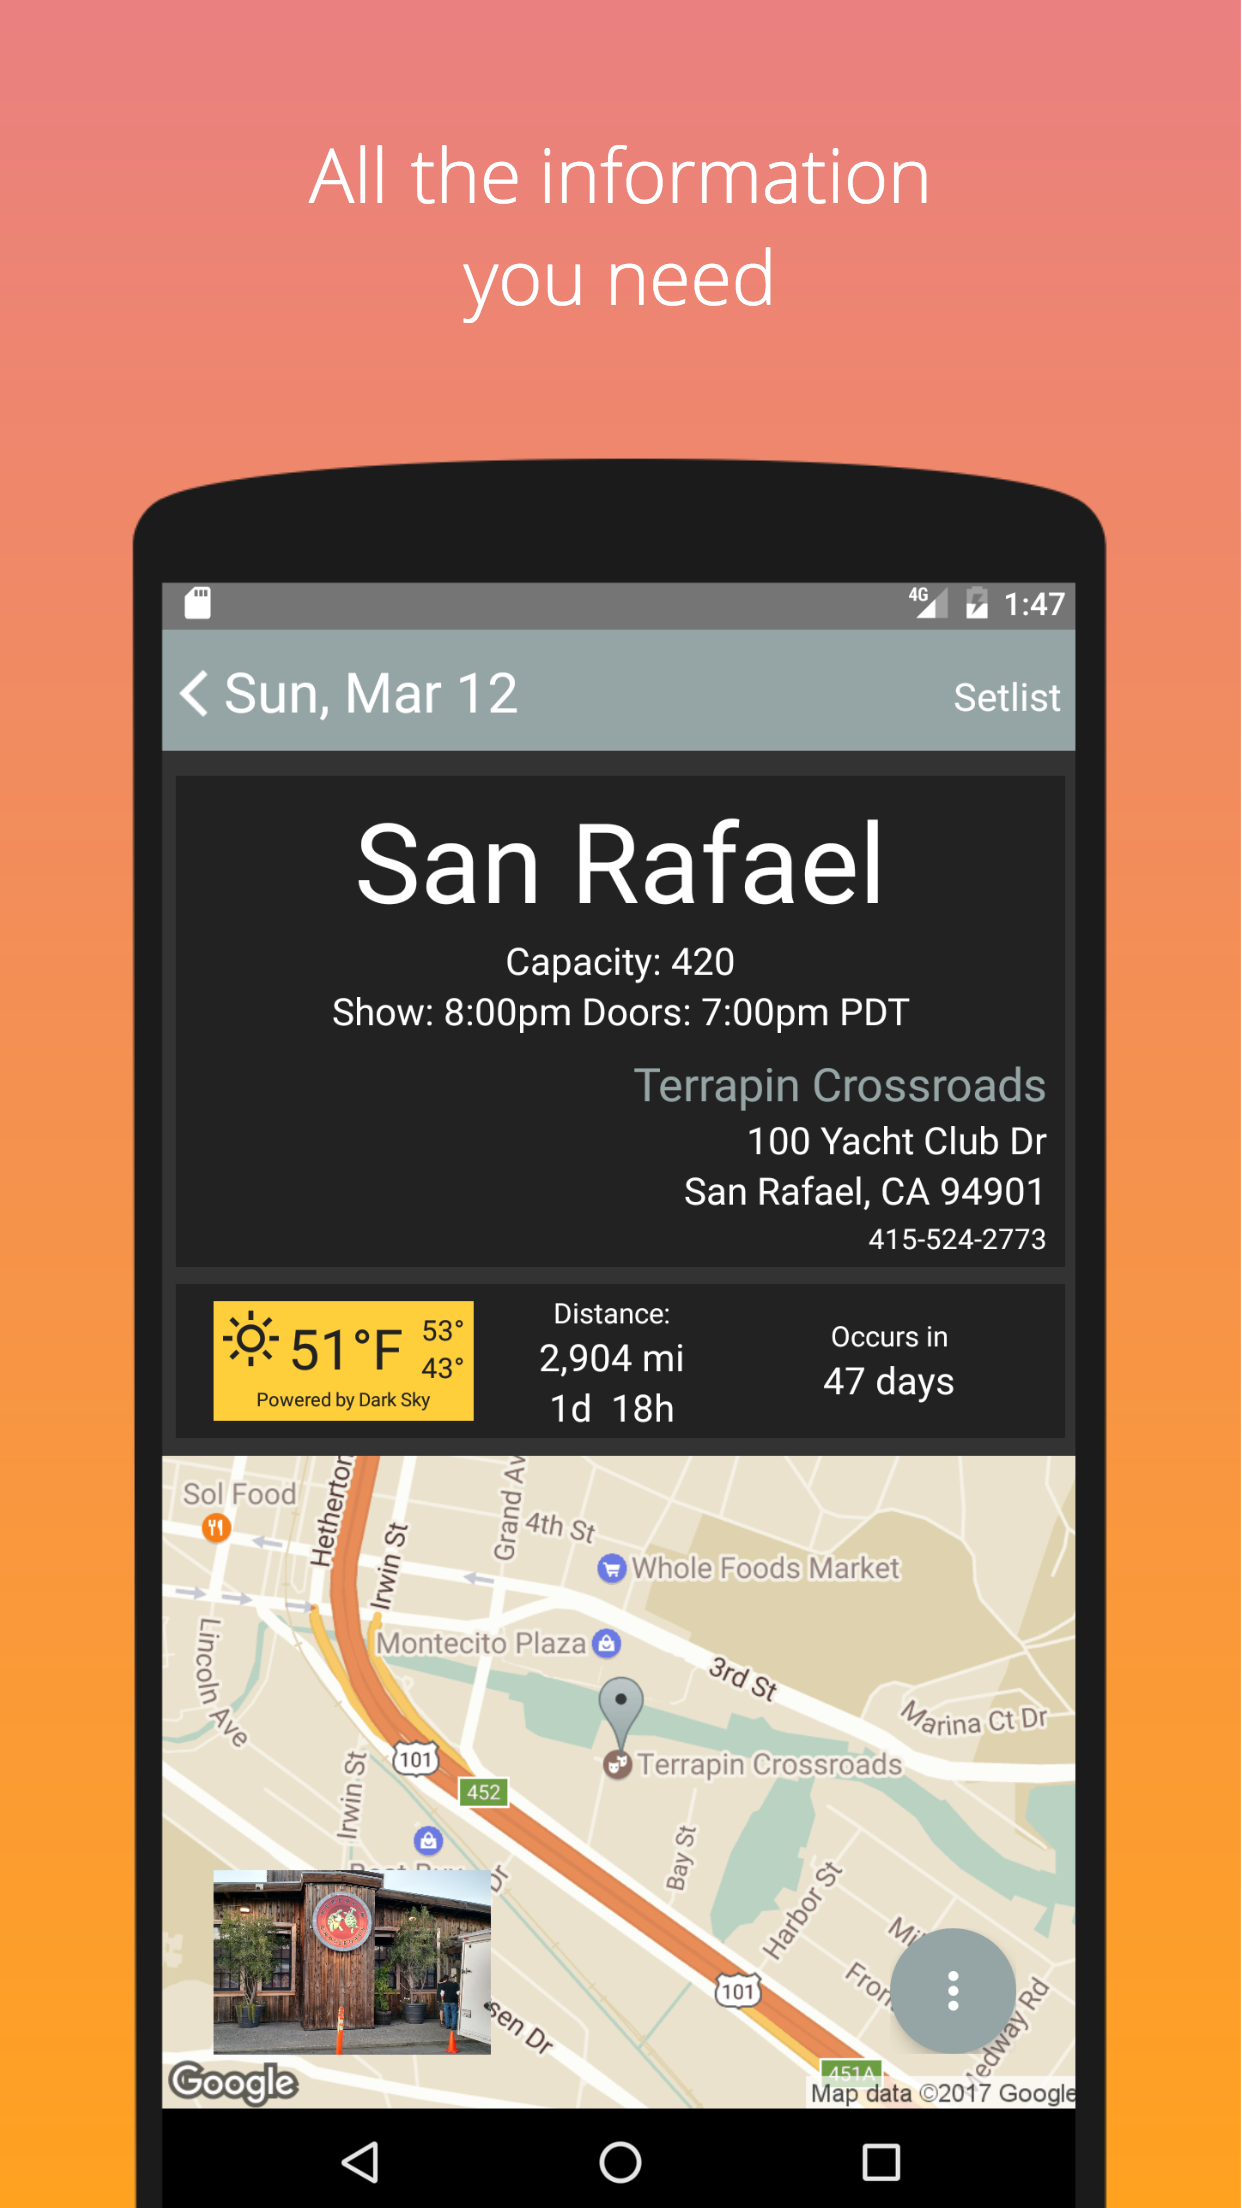 All the information
you need
4G 1:47
Sun, Mar 12
Setlist
San Rafael
Capacity: 420
Show: 8:00pm Doors: 7:00pm PDT
Terrapin Crossroads
100 Yacht Club Dr
San Rafael, CA 94901
415-524-2773
51°F
53°
43°
Powered by Dark Sky
Distance:
2,904 mi
1d 18h
Occurs in
47 days
Sol Food
Hetherton
Irwin St
Grand Av
4th St
Whole Foods Market
Lincoln Ave
Montecito Plaza
3rd St
Marina Ct Dr
101
Terrapin Crossroads
452
Irwin St
Bay St
Harbor St
Dr
101
sen Dr
Medway Rd
451A
Google
Map data ©2017 Google